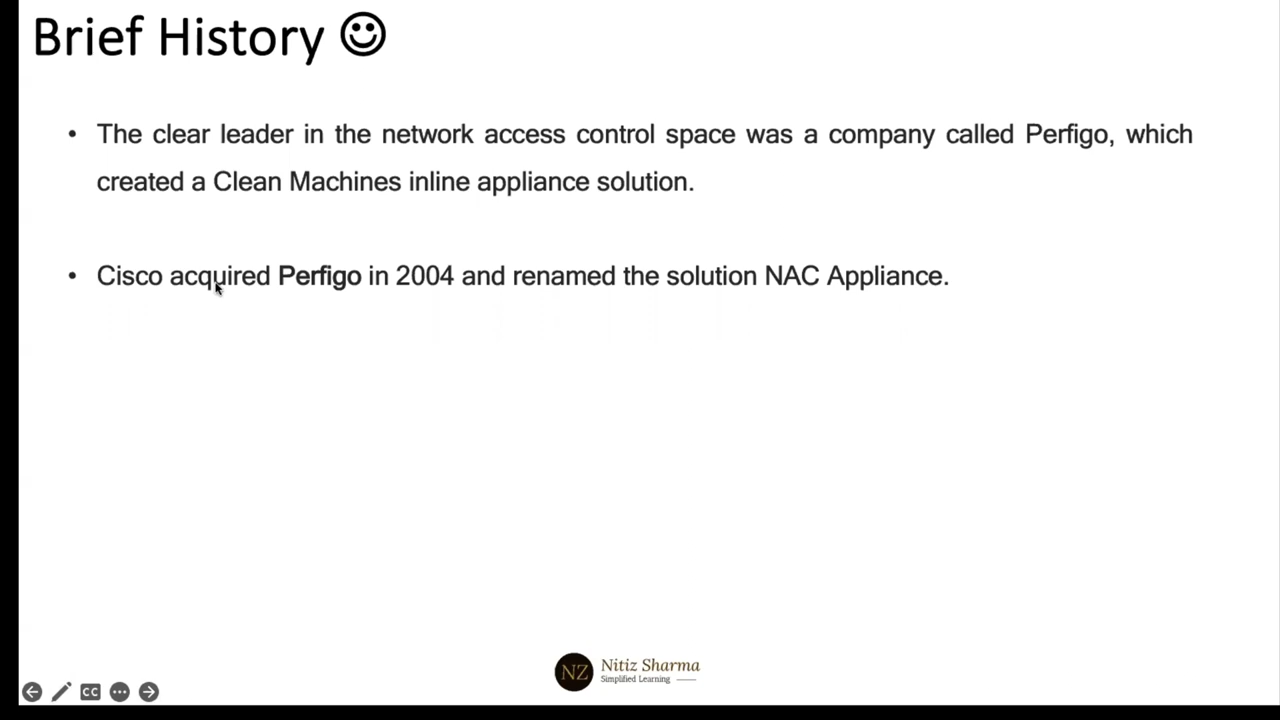 Brief History ☺
• The clear leader in the network access control space was a company called Perfigo, which
created a Clean Machines inline appliance solution.
• Cisco acquired Perfigo in 2004 and renamed the solution NAC Appliance.
NZ
Nitiz Sharma
Simplified Learning
CC